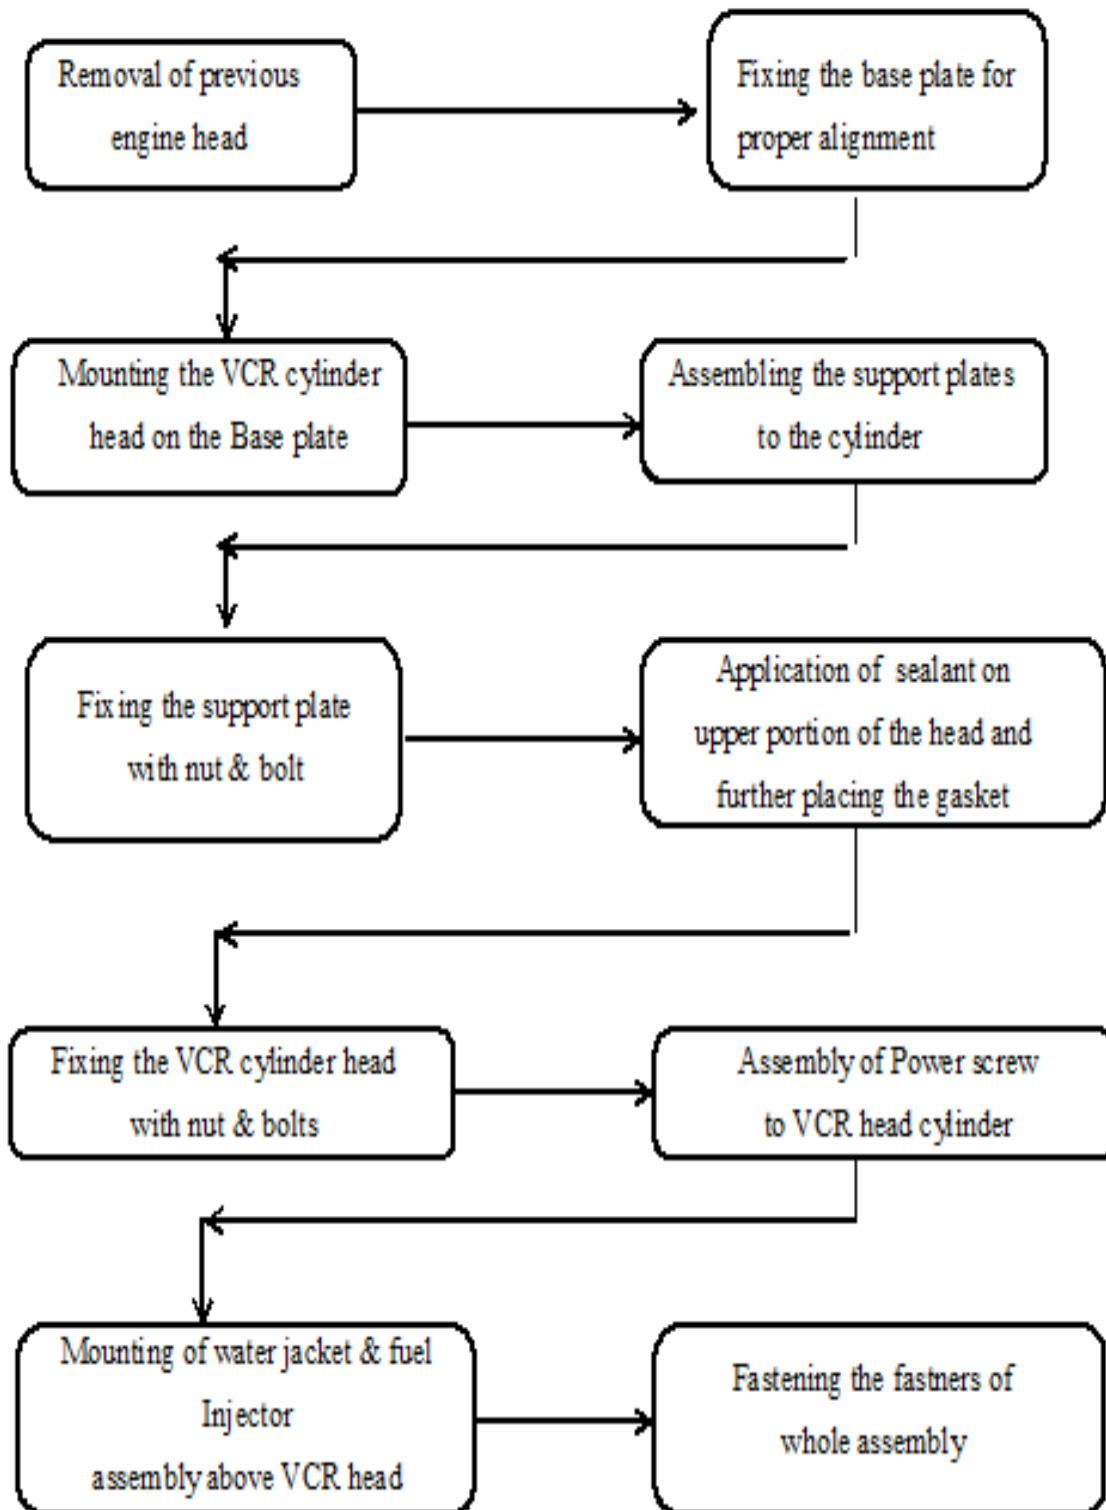 Removal of previous
engine head
Fixing the base plate for
proper alignment
Mounting the VCR cylinder
head on the Base plate
Assembling the support plates
to the cylinder
Fixing the support plate
with nut & bolt
Application of sealant on
upper portion of the head and
further placing the gasket
Fixing the VCR cylinder head
with nut & bolts
Assembly of Power screw
to VCR head cylinder
Mounting of water jacket & fuel
Injector
assembly above VCR head
Fastening the fastners of
whole assembly